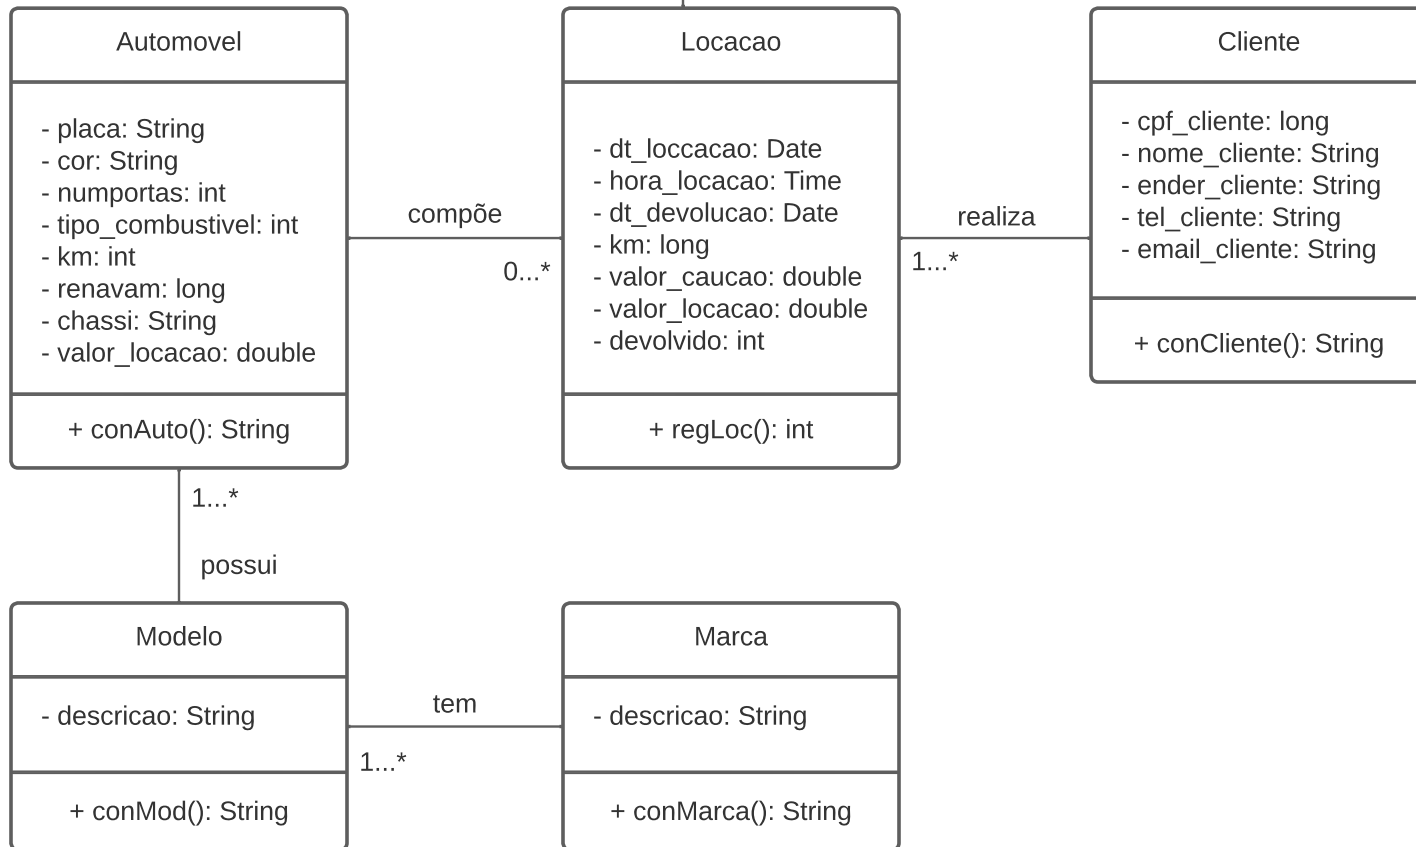 Automovel
- placa: String
- cor: String
- numportas: int
- tipo_combustivel: int
- km: int
- renavam: long
- chassi: String
- valor_locacao: double
+ conAuto(): String
compõe
0...*
Locacao
- dt_loccacao: Date
- hora_locacao: Time
- dt_devolucao: Date
- km: long
- valor_caucao: double
- valor_locacao: double
- devolvido: int
+ regLoc(): int
realiza
1...*
Cliente
- cpf_cliente: long
- nome_cliente: String
- ender_cliente: String
- tel_cliente: String
- email_cliente: String
+ conCliente(): String
1...*
possui
Modelo
- descricao: String
+ conMod(): String
tem
1...*
Marca
- descricao: String
+ conMarca(): String